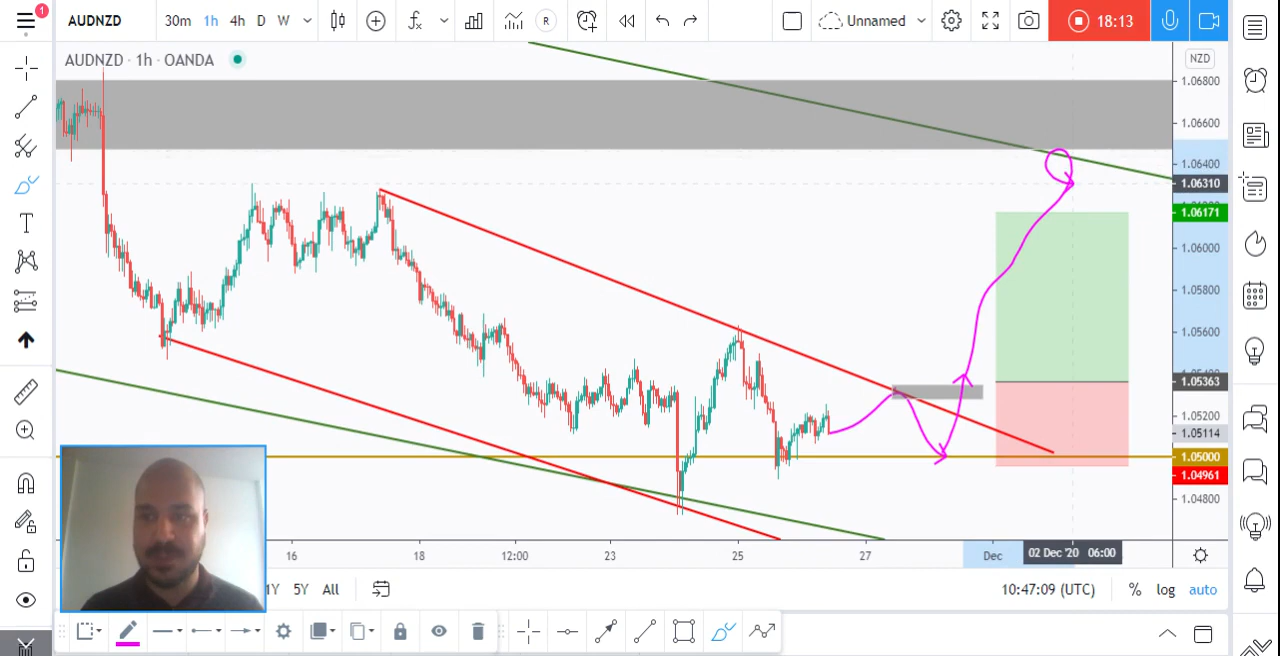 1
AUDNZD
30m 1h 4h D W
Unnamed
18:13
AUDNZD · 1h · OANDA
NZD
1.06800
1.06600
1.06400
1.06310
1.06171
1.06000
1.05800
1.05600
1.05363
1.05200
1.05114
1.05000
1.04961
1.04800
16 18 12:00 23 25 27 Dec 02 Dec '20 06:00
1Y 5Y All
10:47:09 (UTC) % log auto